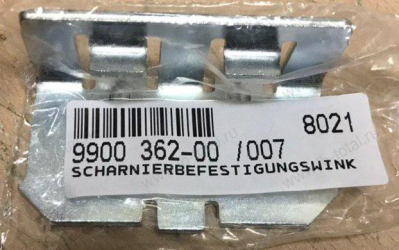 8021
9900 362-00 /007
SCHARNIERBEFESTIGUNGSWINK